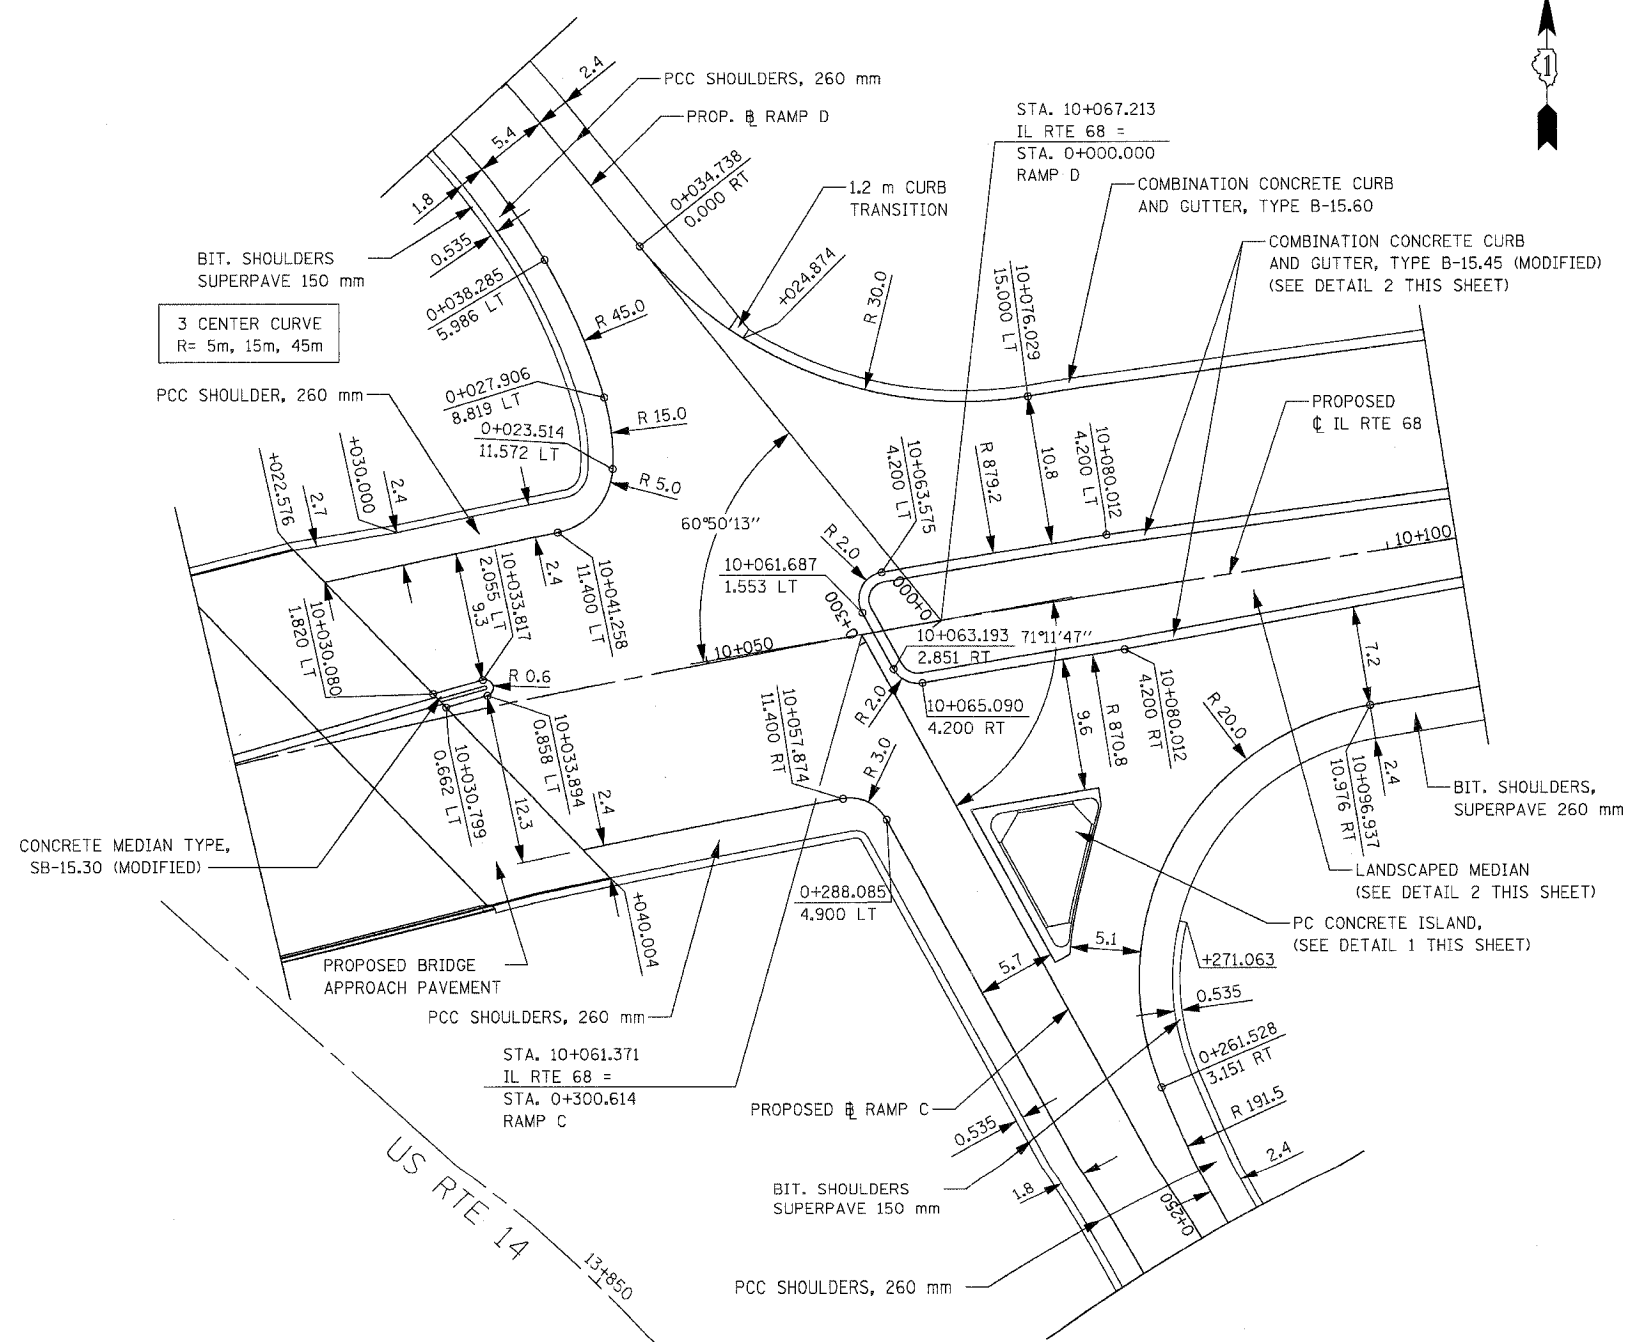 2.4
PCC SHOULDERS, 260 mm
PROP. ℄ RAMP D
5.4
1.8
0.535
0+034.738
0.000 RT
BIT. SHOULDERS
SUPERPAVE 150 mm
3 CENTER CURVE
R= 5m, 15m, 45m
0+038.285
5.986 LT
R 45.0
1.2 m CURB
TRANSITION
+024.874
R 30.0
STA. 10+067.213
IL RTE 68 =
STA. 0+000.000
RAMP D
1
COMBINATION CONCRETE CURB
AND GUTTER, TYPE B-15.60
COMBINATION CONCRETE CURB
AND GUTTER, TYPE B-15.45 (MODIFIED)
(SEE DETAIL 2 THIS SHEET)
10+076.029
15.000 LT
PCC SHOULDER, 260 mm
0+027.906
8.819 LT
R 15.0
0+023.514
11.572 LT
R 5.0
PROPOSED
℄ IL RTE 68
+022.576
2.7
+030.000
2.4
60°50'13"
10+063.575
4.200 LT
R 879.2
10.8
10+080.012
4.200 LT
10+100
R 2.0
10+061.687
1.553 LT
0+000
0+300
10+030.080
1.820 LT
9.3
10+033.817
2.055 LT
2.4
10+041.258
11.400 LT
10+050
10+063.193
2.851 RT
71°11'47"
R 0.6
R 2.0
10+065.090
4.200 RT
9.6
R 870.8
10+080.012
4.200 RT
7.2
R 20.0
10+096.937
10.976 RT
2.4
10+030.799
0.662 LT
10+033.894
0.858 LT
12.3
2.4
10+057.874
11.400 RT
R 3.0
CONCRETE MEDIAN TYPE,
SB-15.30 (MODIFIED)
BIT. SHOULDERS,
SUPERPAVE 260 mm
LANDSCAPED MEDIAN
(SEE DETAIL 2 THIS SHEET)
PC CONCRETE ISLAND,
(SEE DETAIL 1 THIS SHEET)
0+288.085
4.900 LT
+040.004
PROPOSED BRIDGE
APPROACH PAVEMENT
PCC SHOULDERS, 260 mm
5.7
5.1
+271.063
0.535
0+261.528
3.151 RT
STA. 10+061.371
IL RTE 68 =
STA. 0+300.614
RAMP C
PROPOSED ℄ RAMP C
R 191.5
0.535
2.4
1.8
BIT. SHOULDERS
SUPERPAVE 150 mm
0+250
US RTE 14
13+850
PCC SHOULDERS, 260 mm